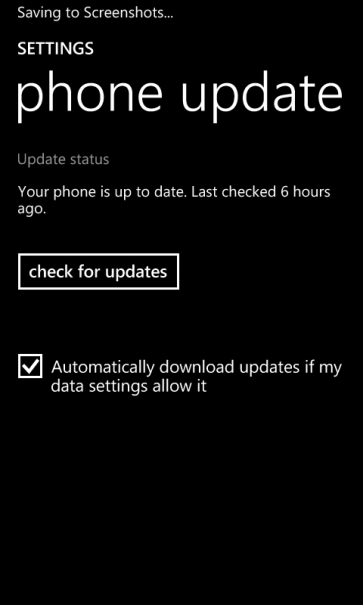 Saving to Screenshots...
SETTINGS
phone update
Update status
Your phone is up to date. Last checked 6 hours
ago.
check for updates
Automatically download updates if my
data settings allow it